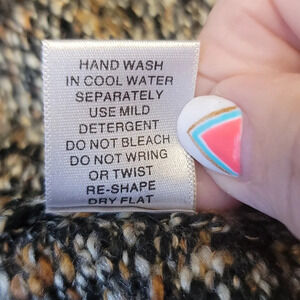 HAND WASH
IN COOL WATER
SEPARATELY
USE MILD
DETERGENT
DO NOT BLEACH
DO NOT WRING
OR TWIST
RE-SHAPE
DRY FLAT